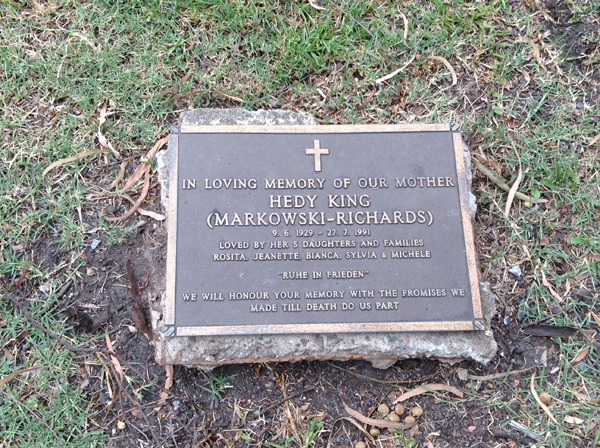 IN LOVING MEMORY OF OUR MOTHER
HEDY KING
(MARKOWSKI-RICHARDS)
9. 6. 1929 - 27. 7. 1991
LOVED BY HER 5 DAUGHTERS AND FAMILIES
ROSITA, JEANETTE, BIANCA, SYLVIA & MICHELE
"RUHE IN FRIEDEN"
WE WILL HONOUR YOUR MEMORY WITH THE PROMISES WE
MADE TILL DEATH DO US PART